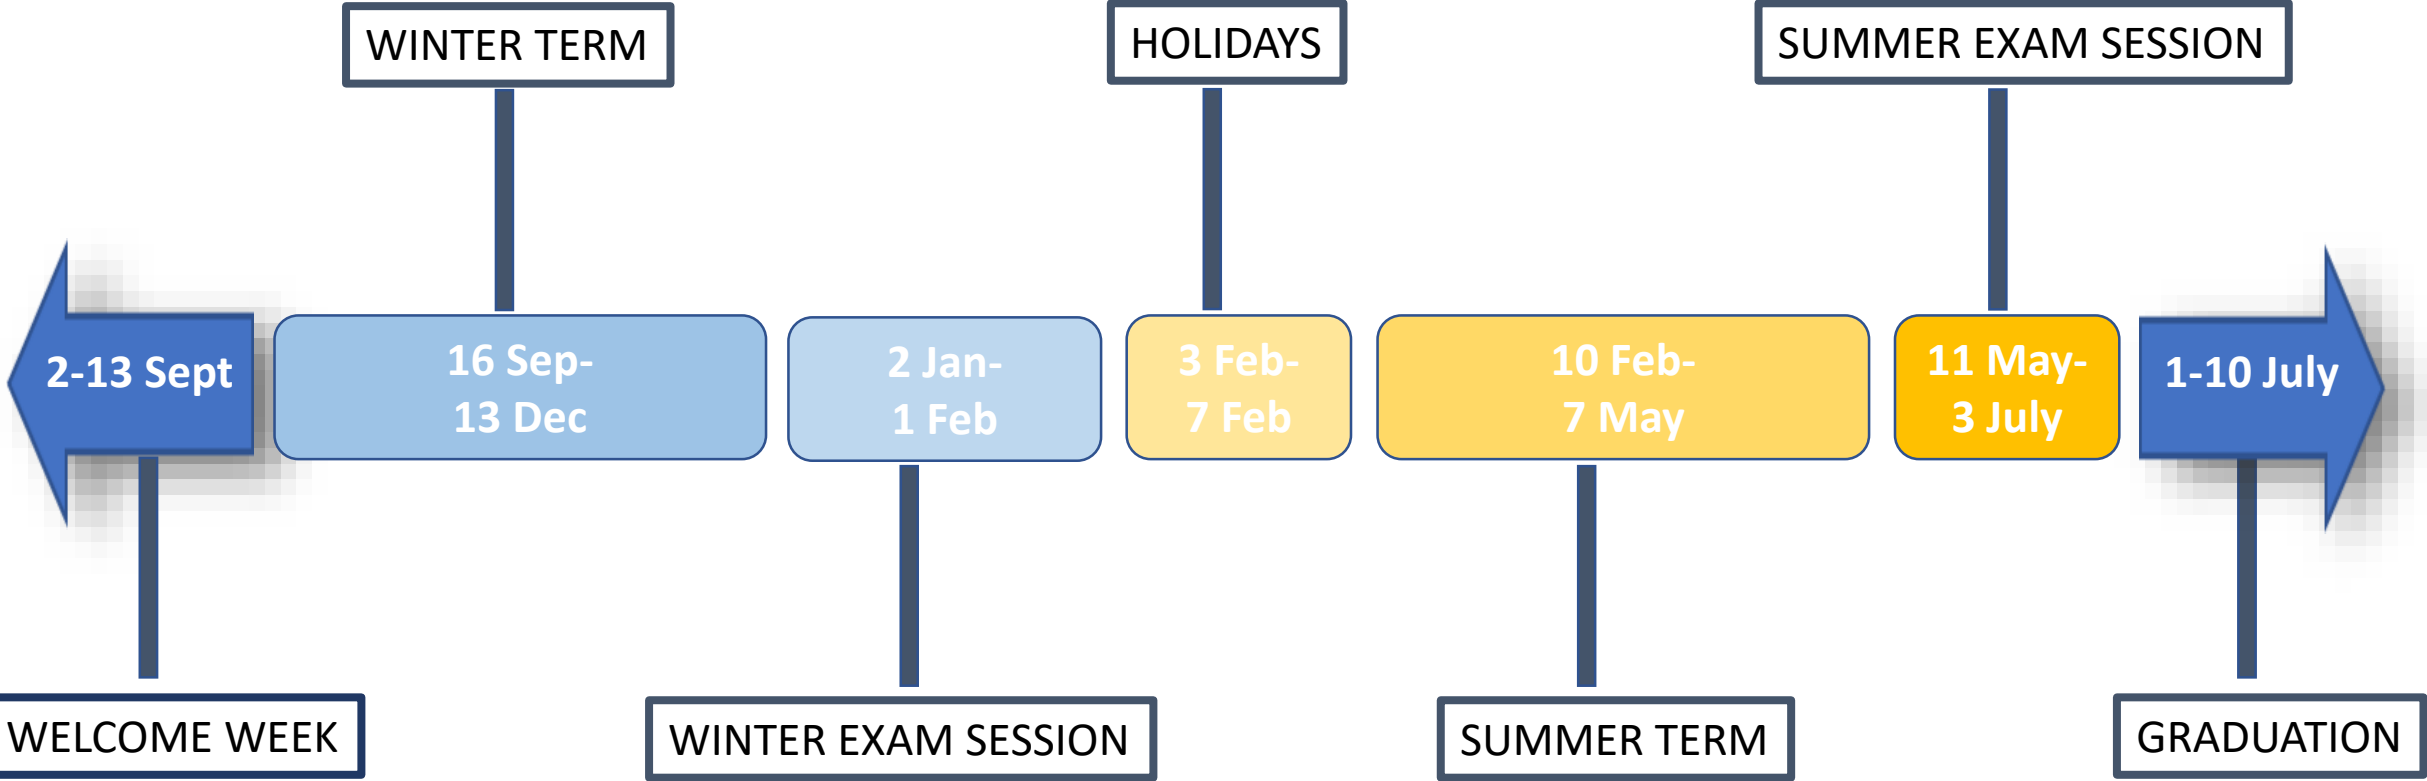 WINTER TERM
HOLIDAYS
SUMMER EXAM SESSION
2-13 Sept
16 Sep-
13 Dec
2 Jan-
1 Feb
3 Feb-
7 Feb
10 Feb-
7 May
11 May-
3 July
1-10 July
WELCOME WEEK
WINTER EXAM SESSION
SUMMER TERM
GRADUATION